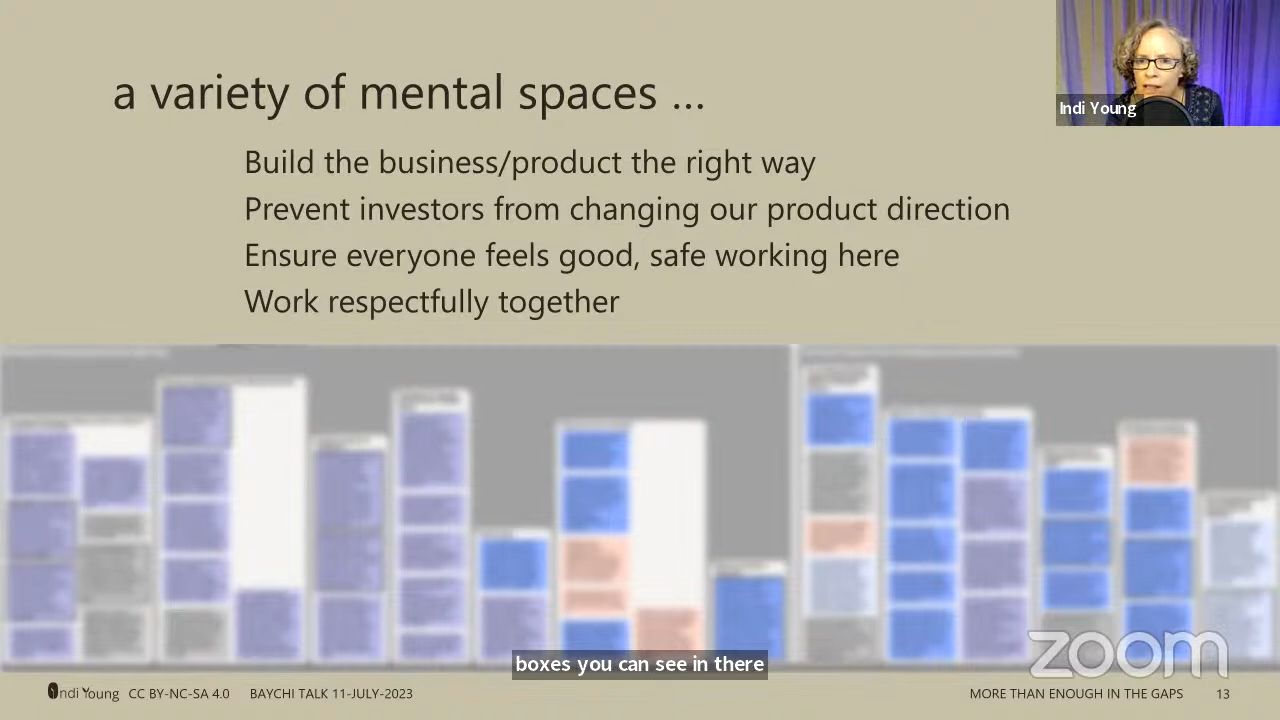 a variety of mental spaces ...
Indi Young
Build the business/product the right way
Prevent investors from changing our product direction
Ensure everyone feels good, safe working here
Work respectfully together
zoom
boxes you can see in there
Indi Young CC BY-NC-SA 4.0 BAYCHI TALK 11-JULY-2023 MORE THAN ENOUGH IN THE GAPS 13